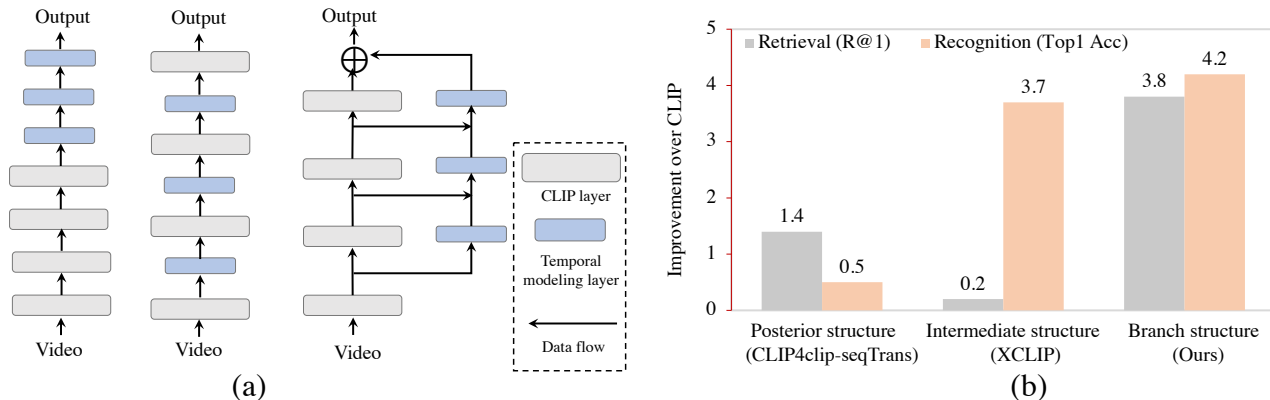 Output
Output
Output
CLIP layer
Temporal
modeling layer
Data flow
Video
Video
Video
(a)
5
4
3
2
1
0
Improvement over CLIP
Retrieval (R@1)
Recognition (Top1 Acc)
1.4
0.5
0.2
3.7
3.8
4.2
Posterior structure
(CLIP4clip-seqTrans)
Intermediate structure
(XCLIP)
Branch structure
(Ours)
(b)